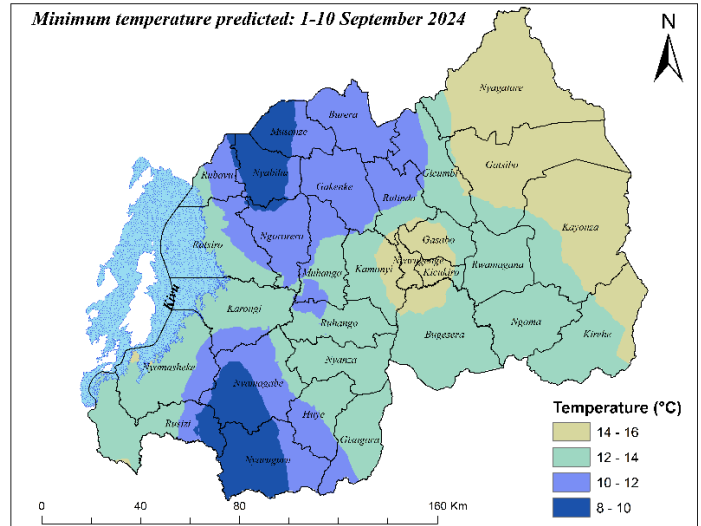 Minimum temperature predicted: 1-10 September 2024
N
Nyagatare
Burera
Musanze
Gatsibo
Nyabihu
Rubavu
Gicumbi
Gakenke
Rulindo
Kayonza
Ngororero
Gasabo
Rutsiro
Nyarugenge
Muhanga
Kamonyi
Kicukiro
Rwamagana
Kivu
Karongi
Ruhango
Ngoma
Bugesera
Kirehe
Nyanza
Nyamasheke
Nyamagabe
Huye
Rusizi
Gisagara
Nyaruguru
Temperature (°C)
14 - 16
12 - 14
10 - 12
8 - 10
0 40 80 160 Km